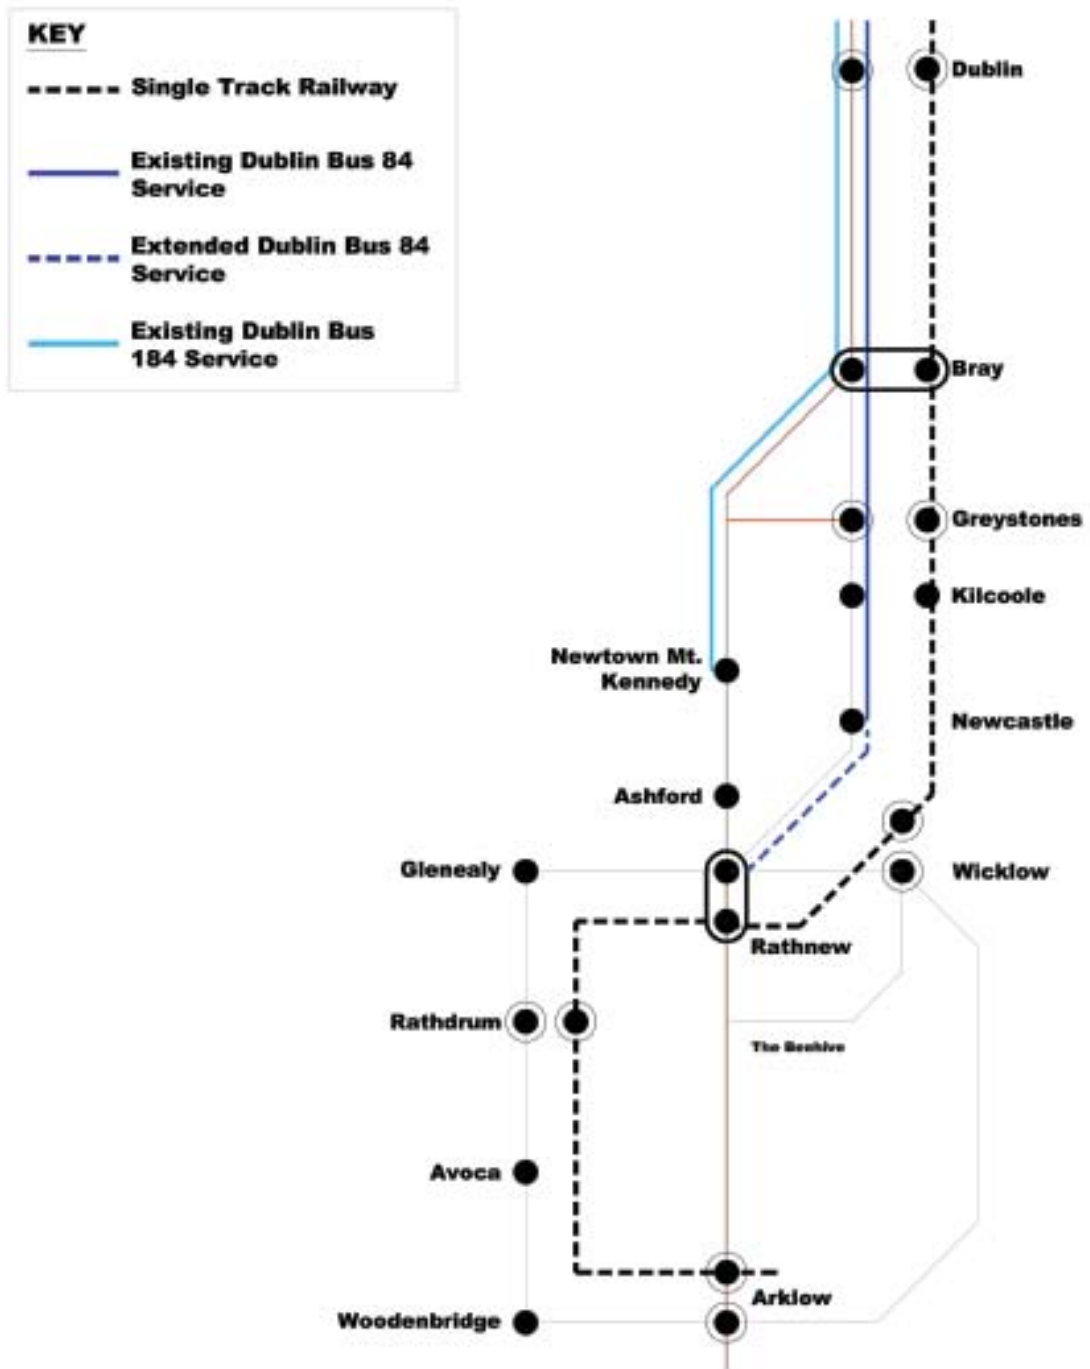 KEY
Single Track Railway
Existing Dublin Bus 84
Service
Extended Dublin Bus 84
Service
Existing Dublin Bus
184 Service
Dublin
Bray
Greystones
Kilcoole
Newtown Mt.
Kennedy
Newcastle
Ashford
Glenealy
Wicklow
Rathnew
Rathdrum
The Beehive
Avoca
Arklow
Woodenbridge